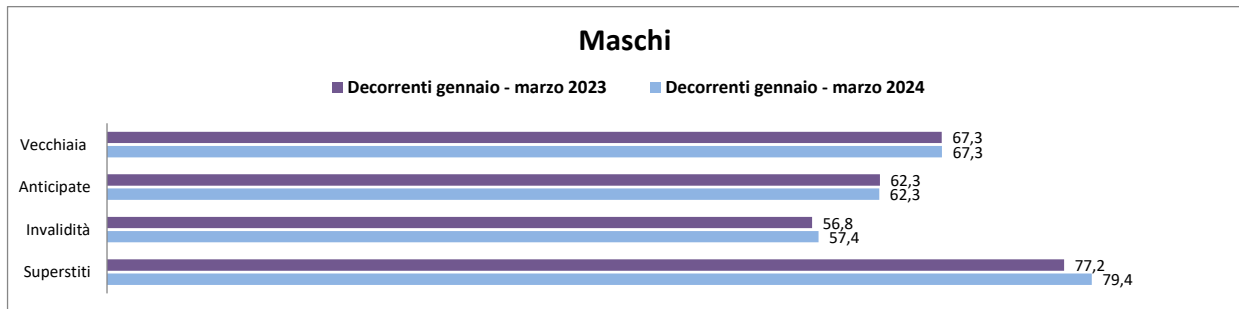 Maschi
Decorrenti gennaio - marzo 2023 Decorrenti gennaio - marzo 2024
Vecchiaia 67,3
67,3
Anticipate 62,3
62,3
Invalidità 56,8
57,4
Superstiti 77,2
79,4